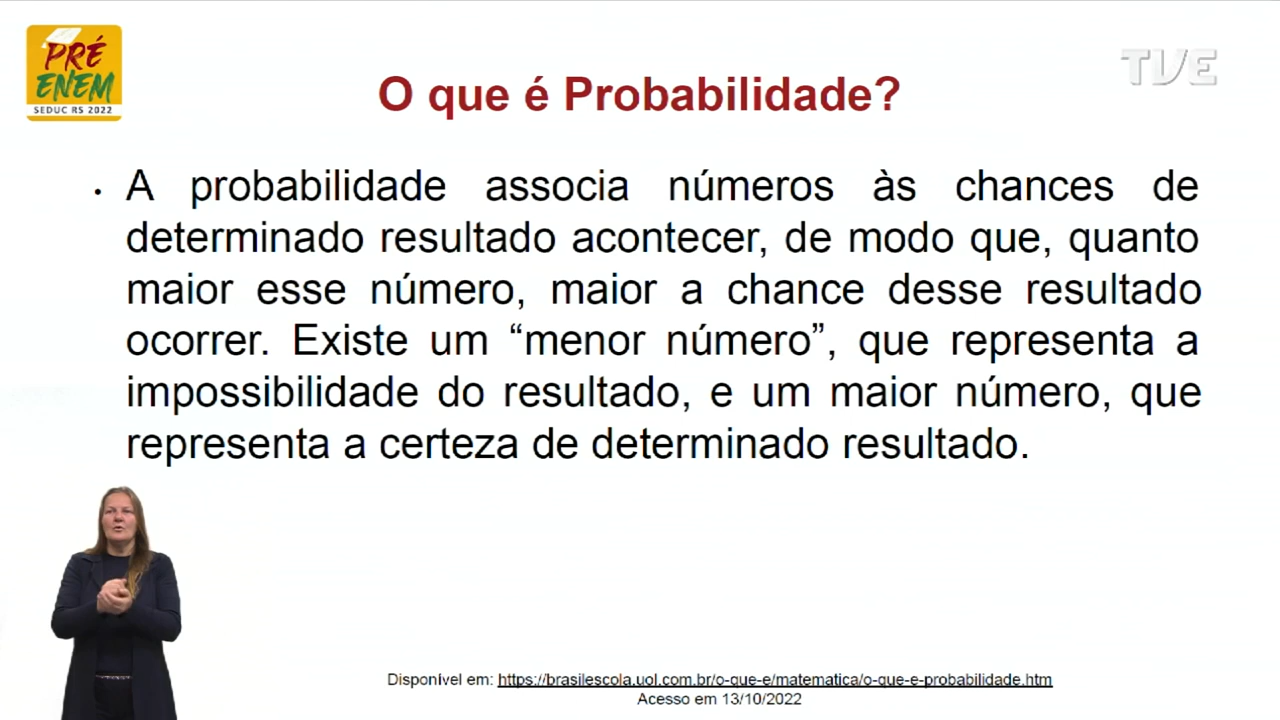 PRÉ
ENEM
SEDUC RS 2022
TVE
O que é Probabilidade?
• A probabilidade associa números às chances de
determinado resultado acontecer, de modo que, quanto
maior esse número, maior a chance desse resultado
ocorrer. Existe um “menor número”, que representa a
impossibilidade do resultado, e um maior número, que
representa a certeza de determinado resultado.
Disponível em: https://brasilescola.uol.com.br/o-que-e/matematica/o-que-e-probabilidade.htm
Acesso em 13/10/2022